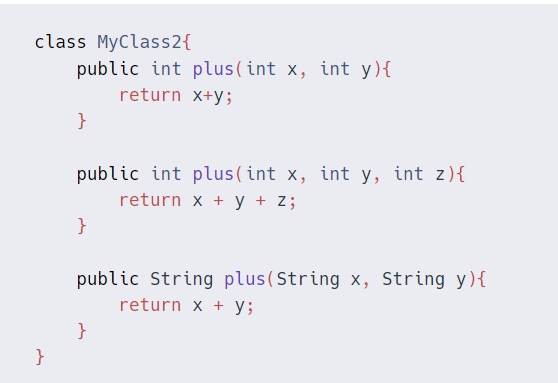 class MyClass2{
    public int plus(int x, int y){
        return x+y;
    }

    public int plus(int x, int y, int z){
        return x + y + z;
    }

    public String plus(String x, String y){
        return x + y;
    }
}